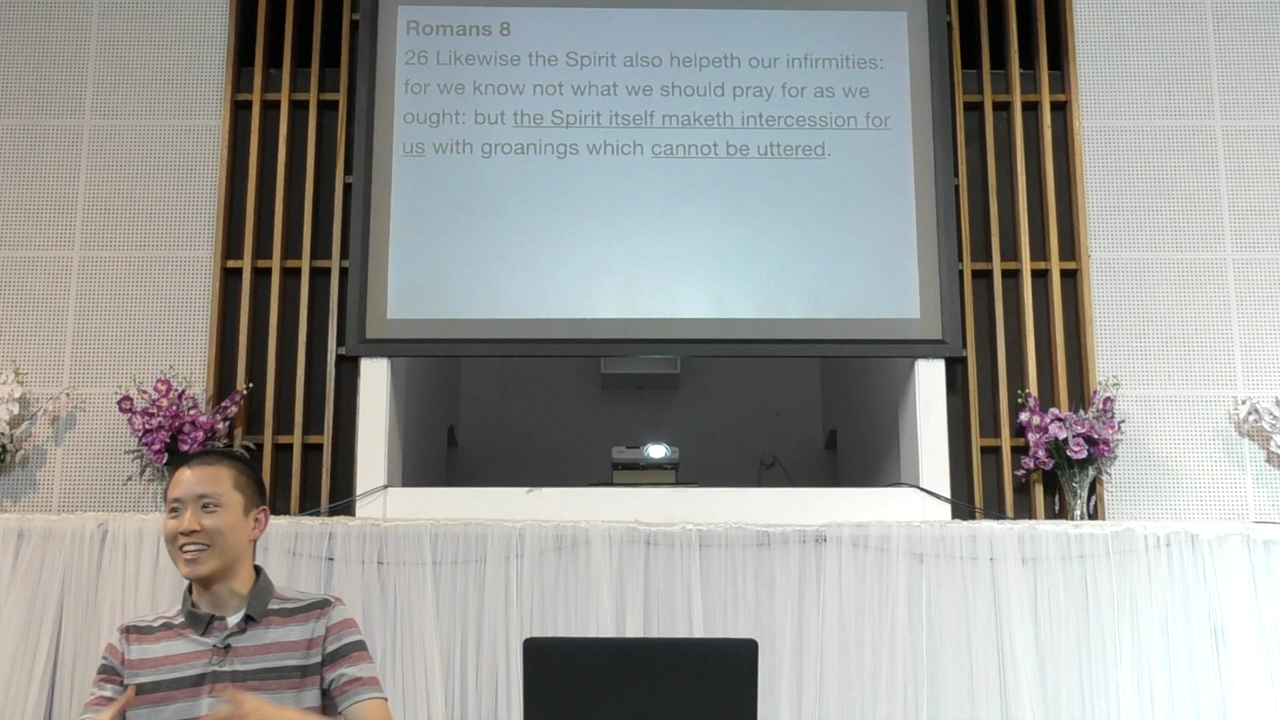 Romans 8
26 Likewise the Spirit also helpeth our infirmities:
for we know not what we should pray for as we
ought: but the Spirit itself maketh intercession for
us with groanings which cannot be uttered.